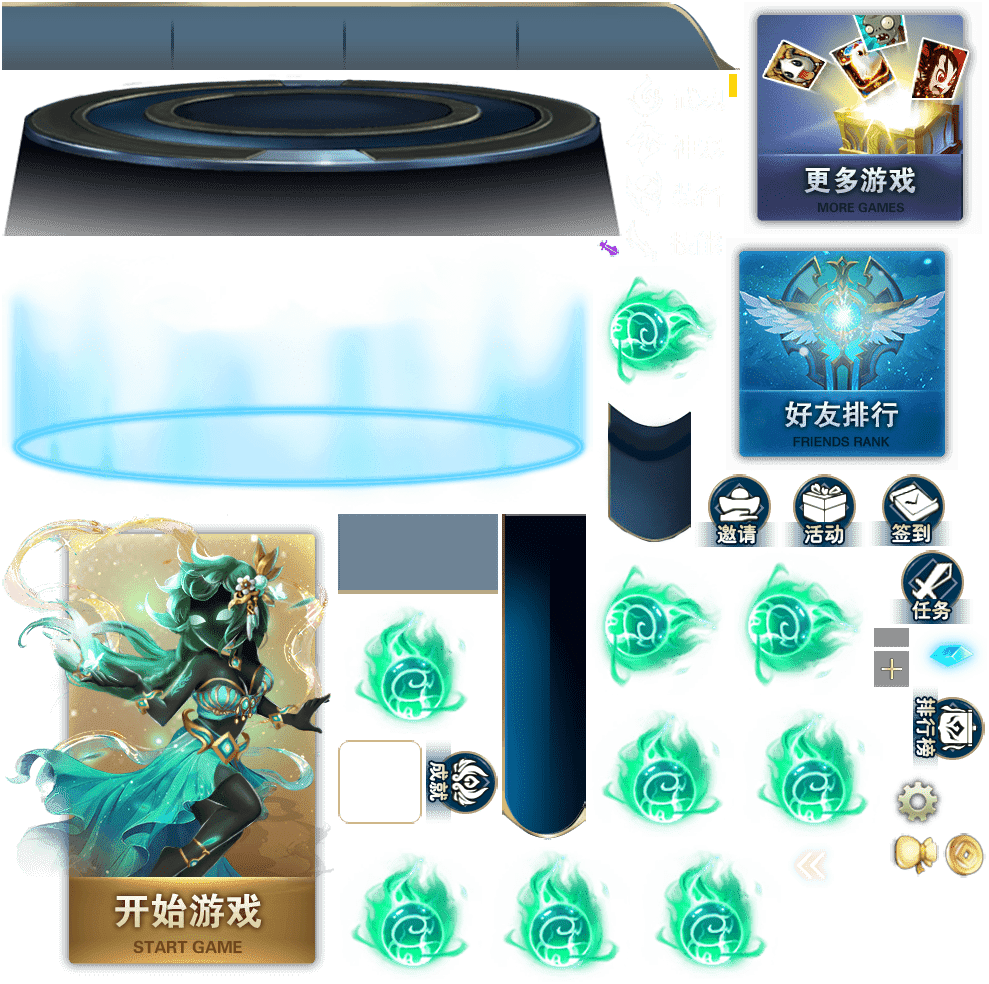 更多游戏
MORE GAMES
好友排行
FRIENDS RANK
邀请
活动
签到
任务
排行榜
成就
开始游戏
START GAME